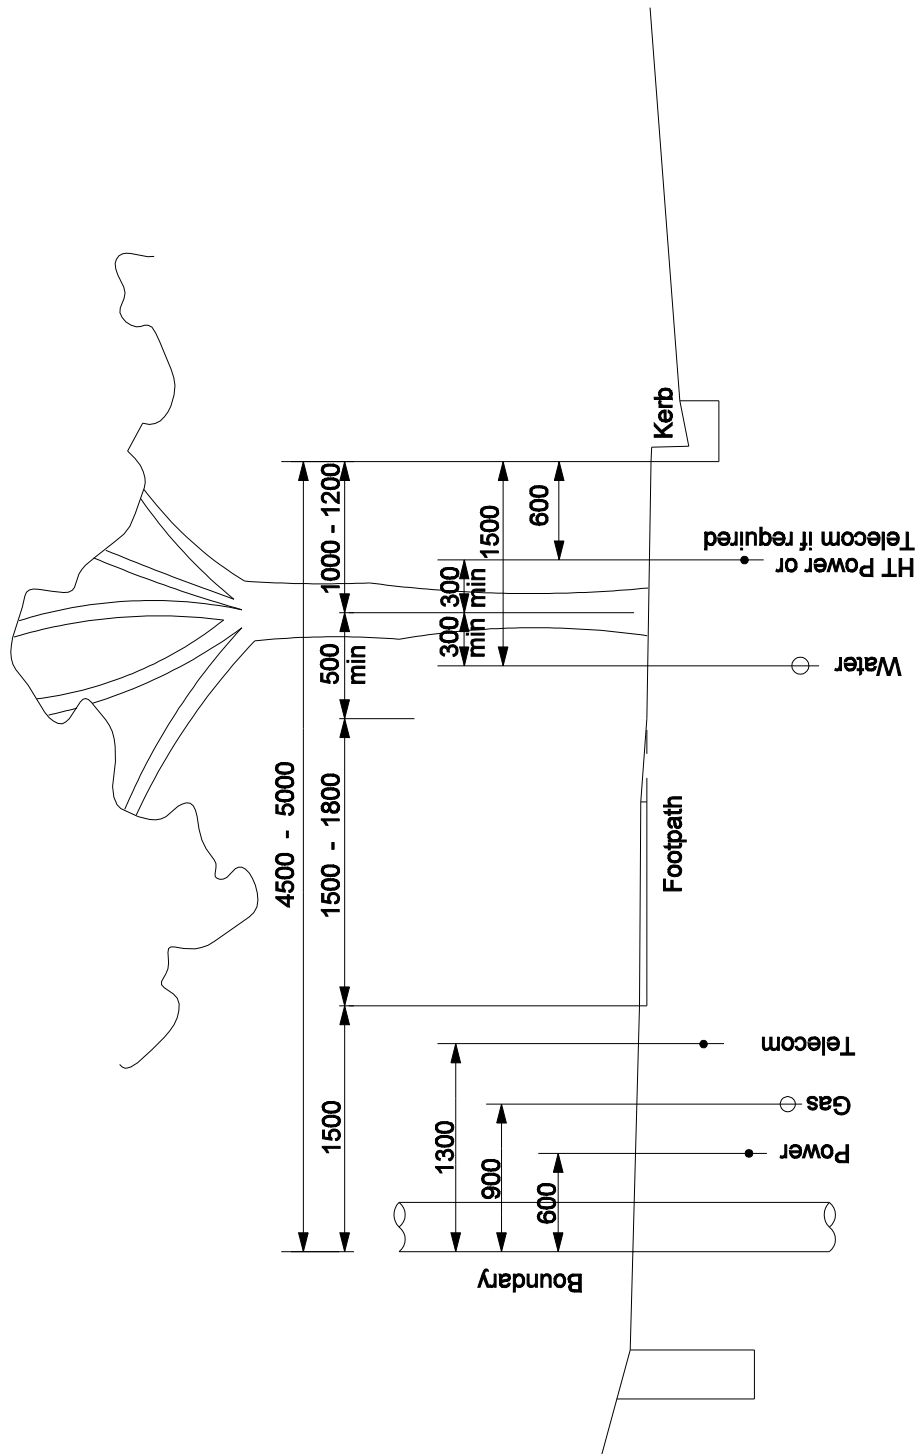 4500 - 5000
1500
1500 - 1800
500
min
1000 - 1200
300
min
300
min
1500
600
1300
900
600
Boundary
Power
Gas
Telecom
Footpath
Water
HT Power or
Telecom if required
Kerb